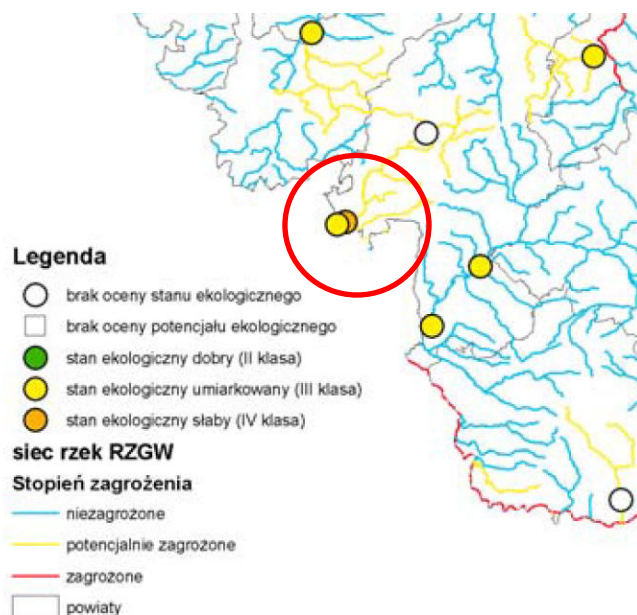 Legenda
brak oceny stanu ekologicznego
brak oceny potencjału ekologicznego
stan ekologiczny dobry (II klasa)
stan ekologiczny umiarkowany (III klasa)
stan ekologiczny słaby (IV klasa)
siec rzek RZGW
Stopień zagrożenia
niezagrożone
potencjalnie zagrożone
zagrożone
powiaty